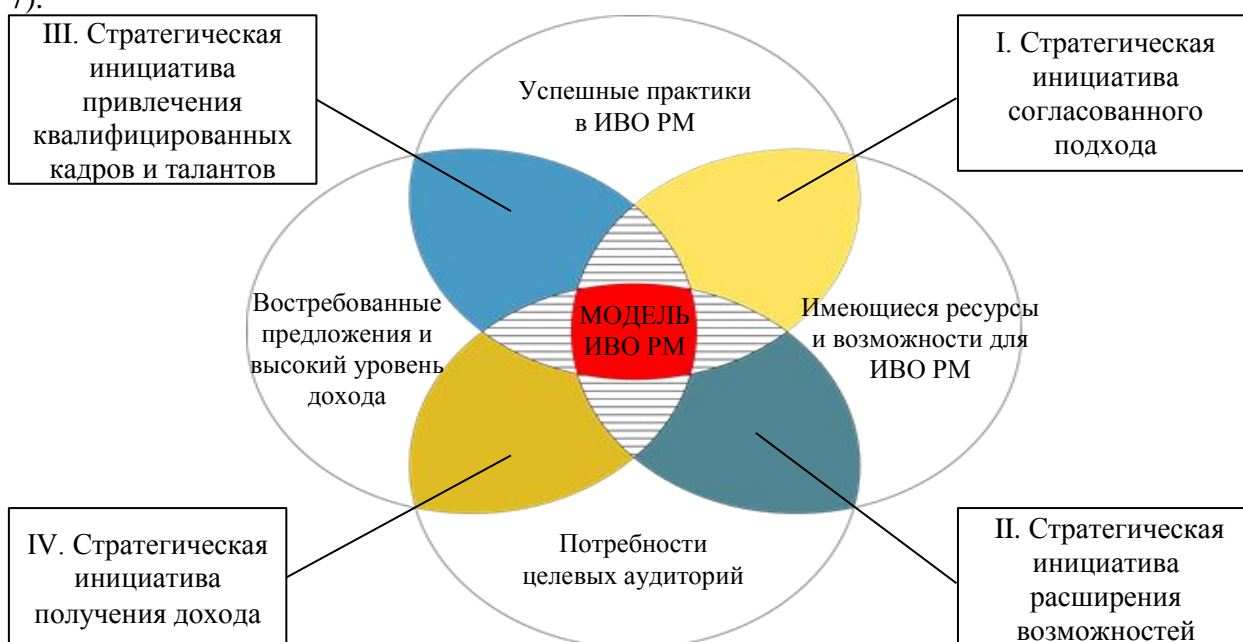 7).
III. Стратегическая
инициатива
привлечения
квалифицированных
кадров и талантов
I. Стратегическая
инициатива
согласованного
подхода
Успешные практики
в ИВО РМ
Востребованные
предложения и
высокий уровень
дохода
МОДЕЛЬ
ИВО РМ
Имеющиеся ресурсы
и возможности для
ИВО РМ
Потребности
целевых аудиторий
IV. Стратегическая
инициатива
получения дохода
II. Стратегическая
инициатива
расширения
возможностей